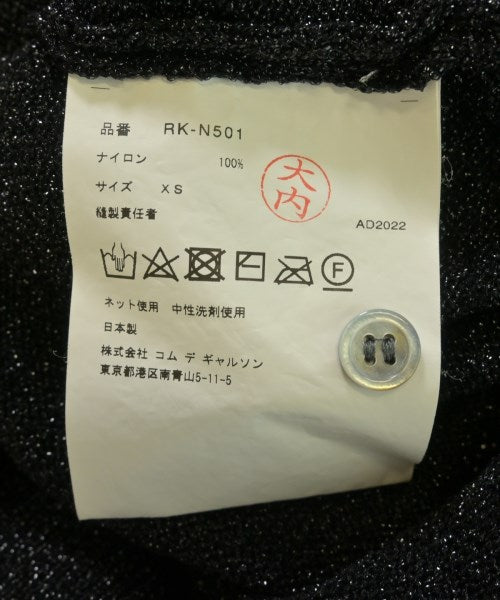 品番 RK-N501
ナイロン 100%
サイズ XS
縫製責任者
大内
AD2022
F
ネット使用 中性洗剤使用
日本製
株式会社 コム デ ギャルソン
東京都港区南青山5-11-5